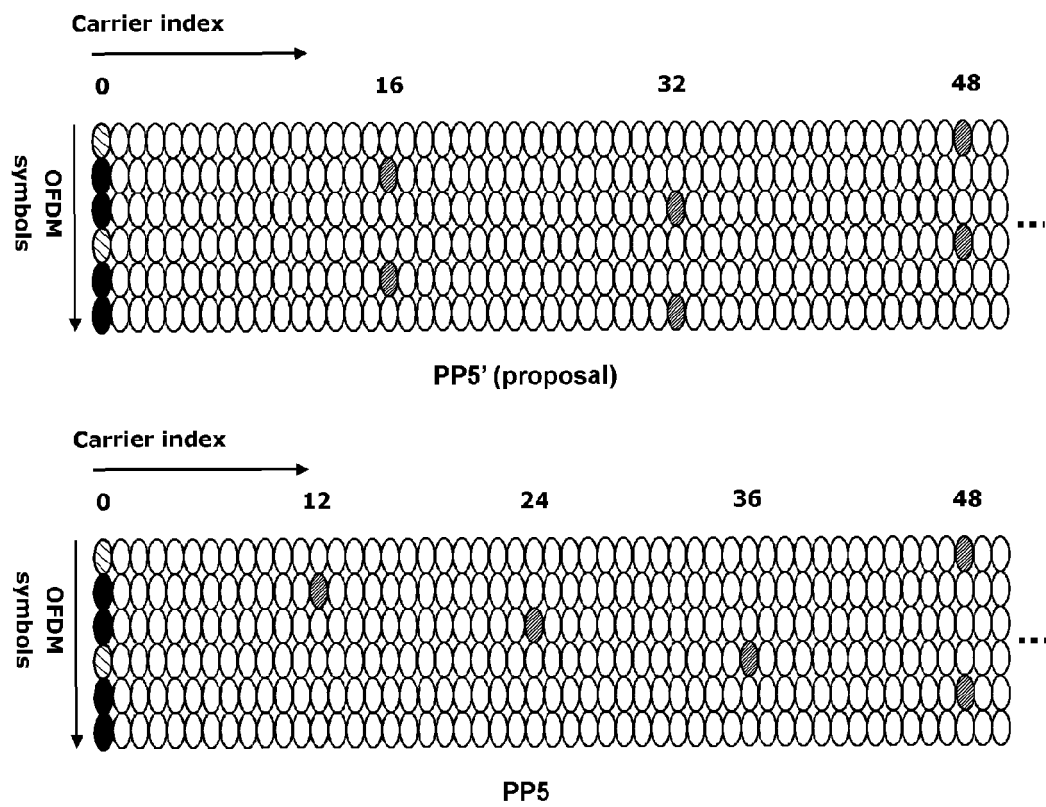 Carrier index
0 16 32 48
OFDM
symbols
PP5' (proposal)
Carrier index
0 12 24 36 48
OFDM
symbols
PP5